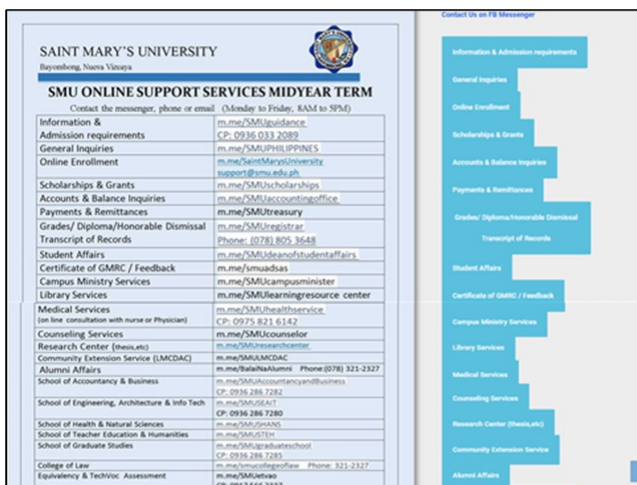 SAINT MARY'S UNIVERSITY
Bayombong, Nueva Vizcaya
SMU ONLINE SUPPORT SERVICES MIDYEAR TERM
Contact the messenger, phone or email (Monday to Friday, 8AM to 5PM)
Information & m.me/SMUguidance
Admission requirements CP: 0936 033 2089
General Inquiries m.me/SMUPHILIPPINES
Online Enrollment m.me/SaintMarysUniversity
support@smu.edu.ph
Scholarships & Grants m.me/SMUscholarships
Accounts & Balance Inquiries m.me/SMUaccountingoffice
Payments & Remittances m.me/SMUtreasury
Grades/ Diploma/Honorable Dismissal m.me/SMUregistrar
Transcript of Records Phone: (078) 805 3648
Student Affairs m.me/SMUdeanofstudentaffairs
Certificate of GMRC / Feedback m.me/smuadsas
Campus Ministry Services m.me/SMUcampusminister
Library Services m.me/SMUlearningresource center
Medical Services m.me/SMUhealthservice
(on line consultation with nurse or Physician) CP: 0975 821 6142
Counseling Services m.me/SMUcounselor
Research Center (thesis,etc) m.me/SMUresearchcenter
Community Extension Service (LMCDAC) m.me/SMULMCDAC
Alumni Affairs m.me/BalaiNaAlumni Phone:(078) 321-2327
School of Accountancy & Business m.me/SMUAccountancyandBusiness
CP: 0936 286 7282
School of Engineering, Architecture & Info Tech m.me/SMUSEAIT
CP: 0936 286 7280
School of Health & Natural Sciences m.me/SMUSHANS
School of Teacher Education & Humanities m.me/SMUSTEH
School of Graduate Studies m.me/SMUgraduateschool
CP: 0936 286 7285
College of Law m.me/smucollegeoflaw Phone: 321-2327
Equivalency & TechVoc Assessment m.me/SMUetvao
Contact Us on FB Messenger
Information & Admission requirements
General Inquiries
Online Enrollment
Scholarships & Grants
Accounts & Balance Inquiries
Payments & Remittances
Grades/ Diploma/Honorable Dismissal
Transcript of Records
Student Affairs
Certificate of GMRC / Feedback
Campus Ministry Services
Library Services
Medical Services
Counseling Services
Research Center (thesis,etc)
Community Extension Service
Alumni Affairs